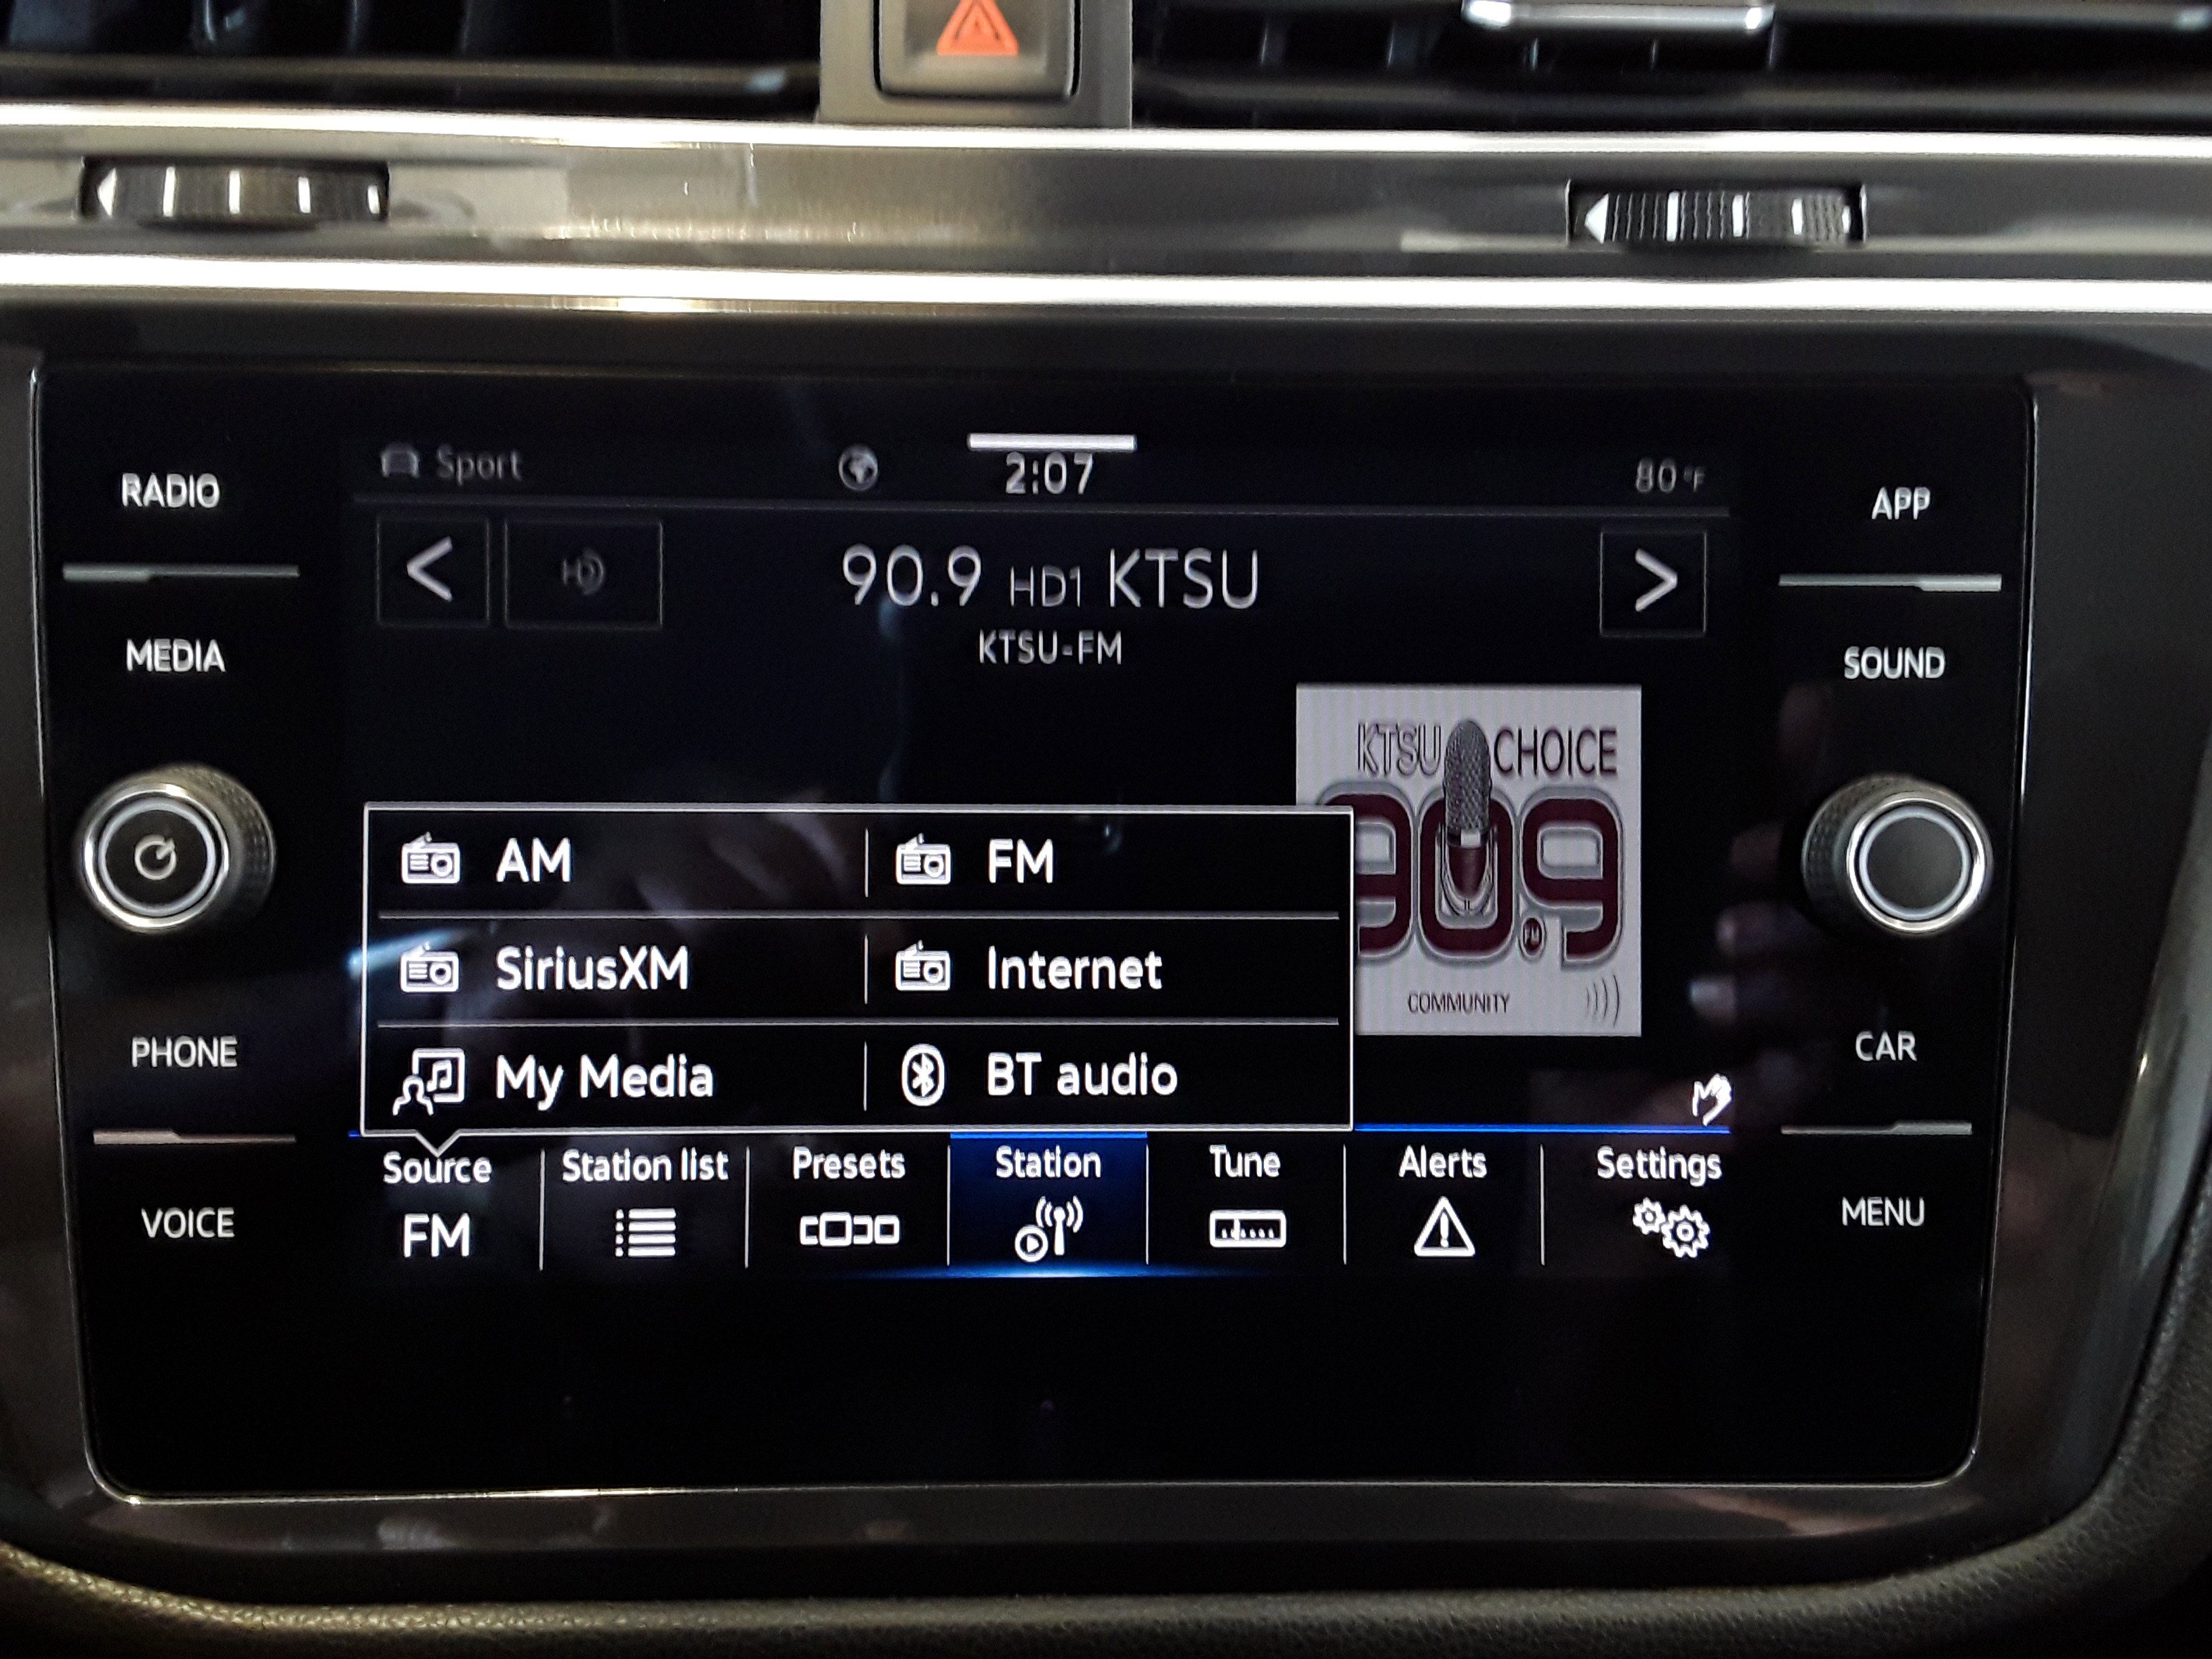 Sport 2:07 80°F
RADIO
APP
90.9 HD1 KTSU
KTSU-FM
MEDIA
SOUND
KTSU CHOICE
90.9
FM
COMMUNITY
AM FM
SiriusXM Internet
My Media BT audio
PHONE
CAR
Source Station list Presets Station Tune Alerts Settings
FM
VOICE
MENU